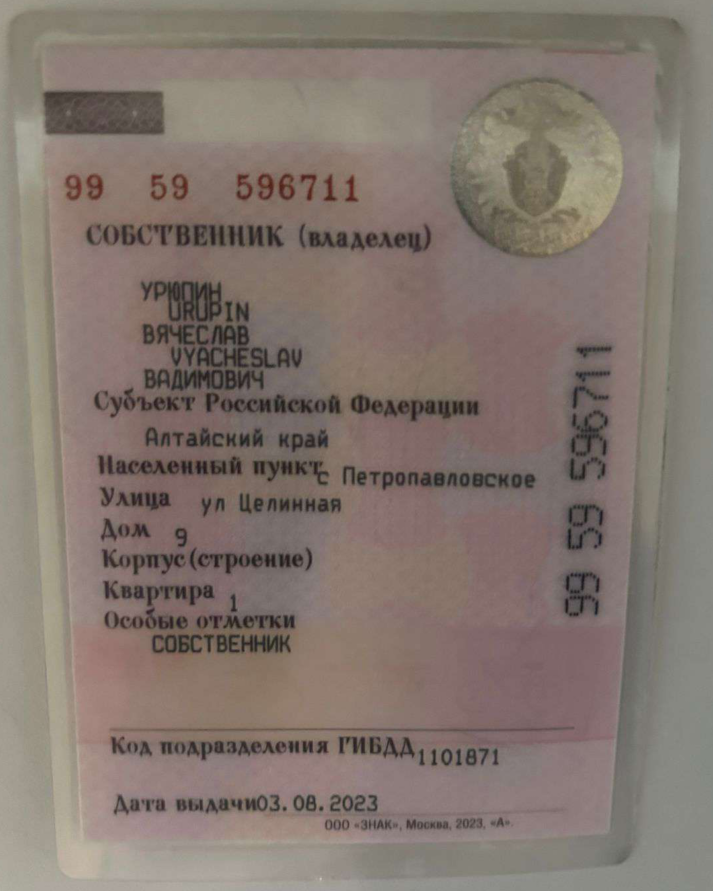 99 59 596711
СОБСТВЕННИК (владелец)
УРЮПИН
URUPIN
ВЯЧЕСЛАВ
VYACHESLAV
ВАДИМОВИЧ
Субъект Российской Федерации
Алтайский край
Населенный пункт с Петропавловское
Улица ул Целинная
Дом 9
Корпус(строение)
Квартира 1
Особые отметки
СОБСТВЕННИК
Код подразделения ГИБДД 1101871
Дата выдачи 03.08.2023
ООО «ЗНАК», Москва, 2023, «А».
99 59 596711